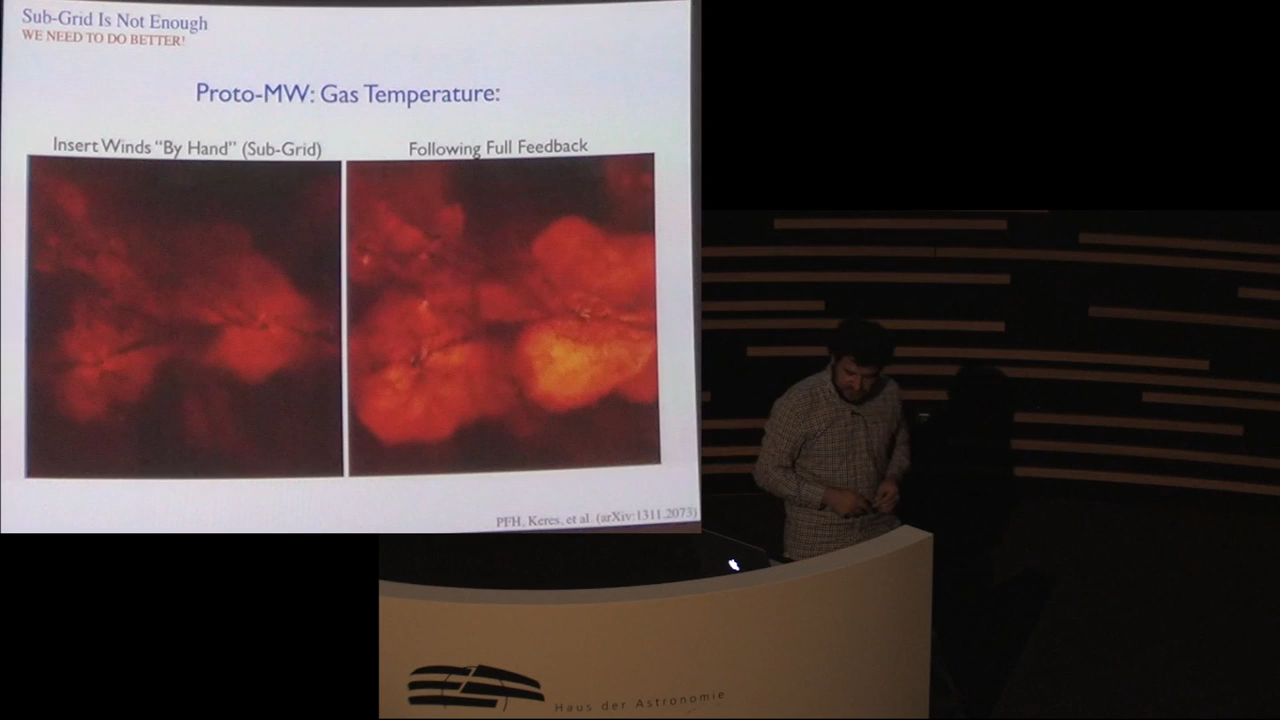 Sub-Grid Is Not Enough
WE NEED TO DO BETTER!
Proto-MW: Gas Temperature:
Insert Winds “By Hand” (Sub-Grid)
Following Full Feedback
PFH, Keres, et al. (arXiv:1311.2073)
Haus der Astronomie